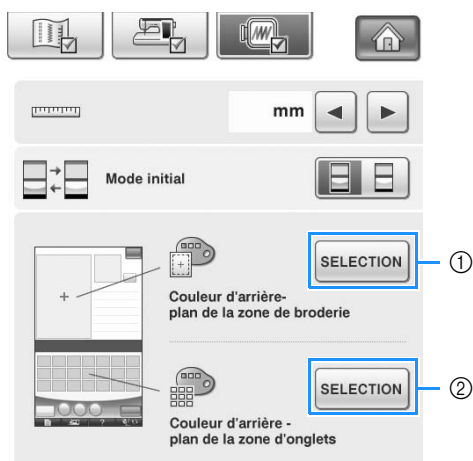 mm
Mode initial
SELECTION ①
Couleur d'arrière-
plan de la zone de broderie
SELECTION ②
Couleur d'arrière -
plan de la zone d'onglets